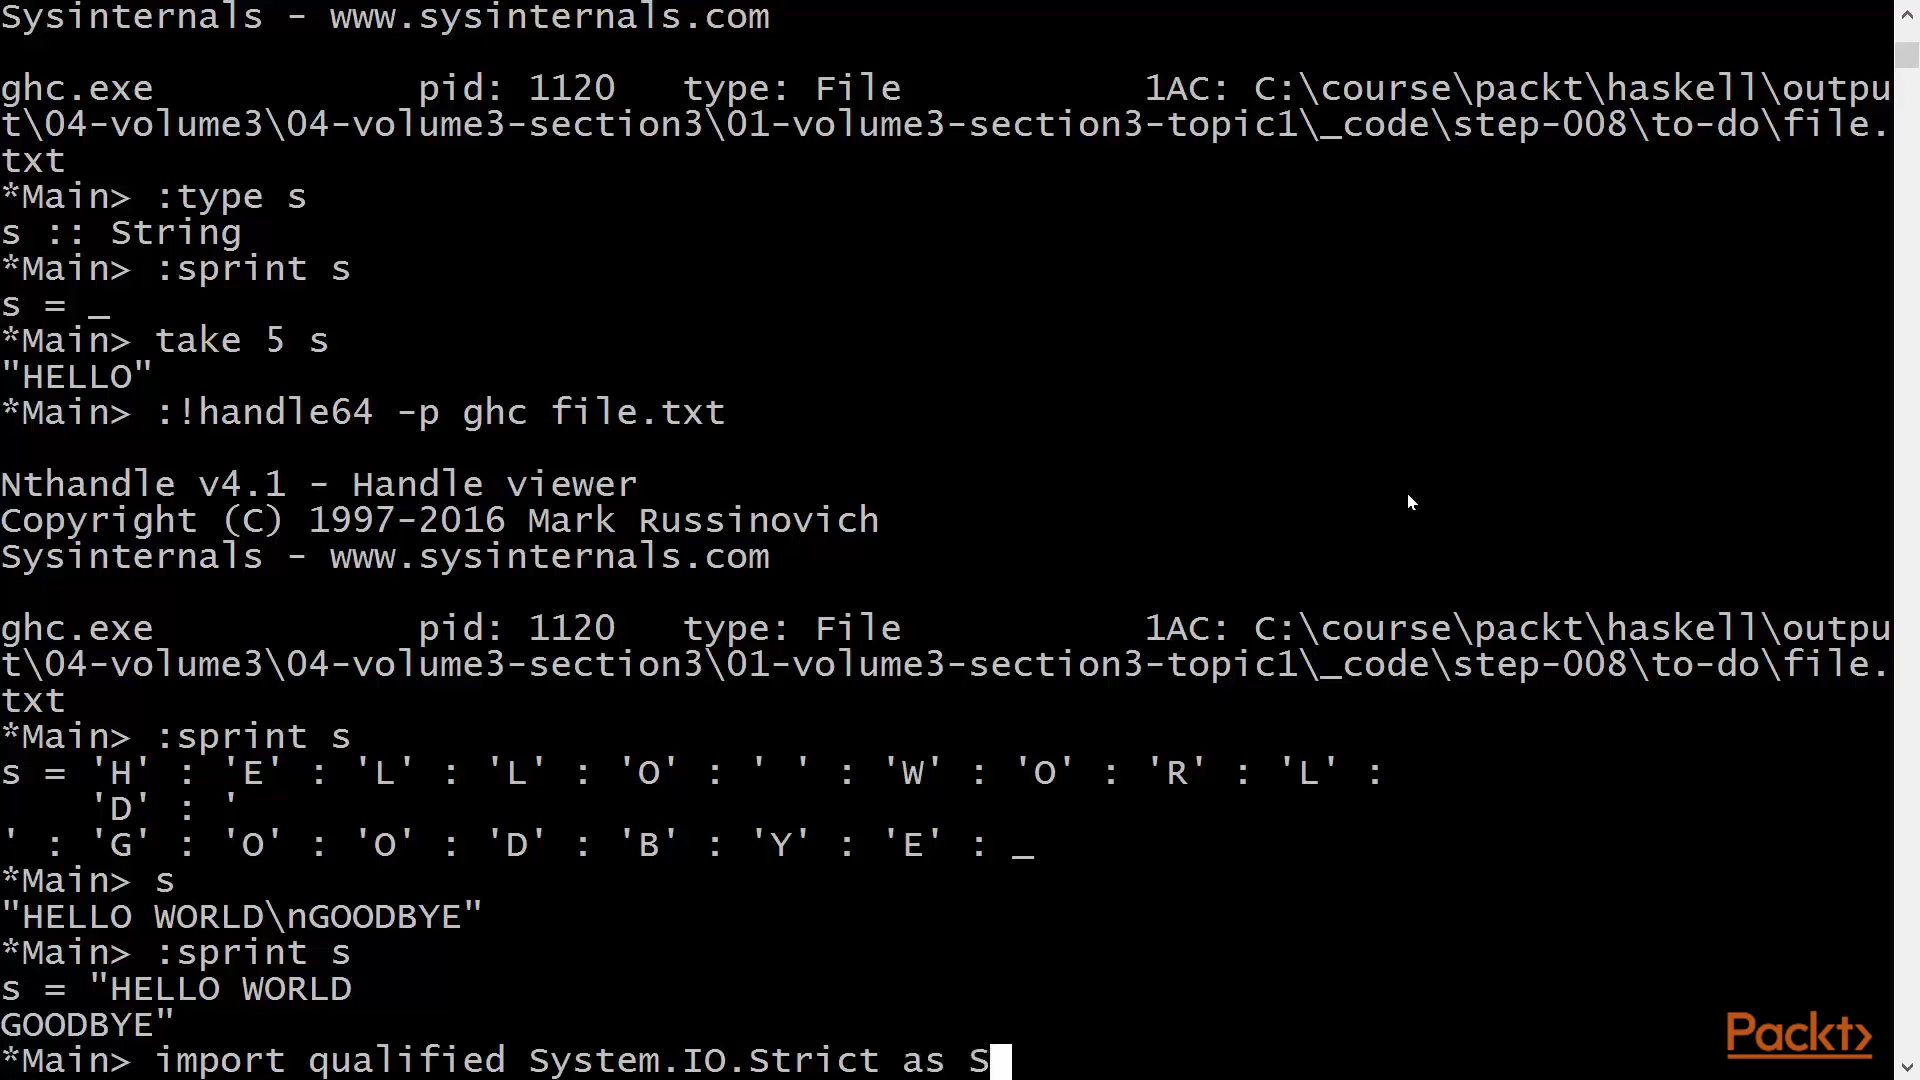 Sysinternals - www.sysinternals.com
ghc.exe            pid: 1120   type: File           1AC: C:\course\packt\haskell\outpu
t\04-volume3\04-volume3-section3\01-volume3-section3-topic1\_code\step-008\to-do\file.
txt
*Main> :type s
s :: String
*Main> :sprint s
s = _
*Main> take 5 s
"HELLO"
*Main> :!handle64 -p ghc file.txt
Nthandle v4.1 - Handle viewer
Copyright (C) 1997-2016 Mark Russinovich
Sysinternals - www.sysinternals.com
ghc.exe            pid: 1120   type: File           1AC: C:\course\packt\haskell\outpu
t\04-volume3\04-volume3-section3\01-volume3-section3-topic1\_code\step-008\to-do\file.
txt
*Main> :sprint s
s = 'H' : 'E' : 'L' : 'L' : 'O' : ' ' : 'W' : 'O' : 'R' : 'L' :
    'D' : '
' : 'G' : 'O' : 'O' : 'D' : 'B' : 'Y' : 'E' : _
*Main> s
"HELLO WORLD\nGOODBYE"
*Main> :sprint s
s = "HELLO WORLD
GOODBYE"
*Main> import qualified System.IO.Strict as S
Packt>